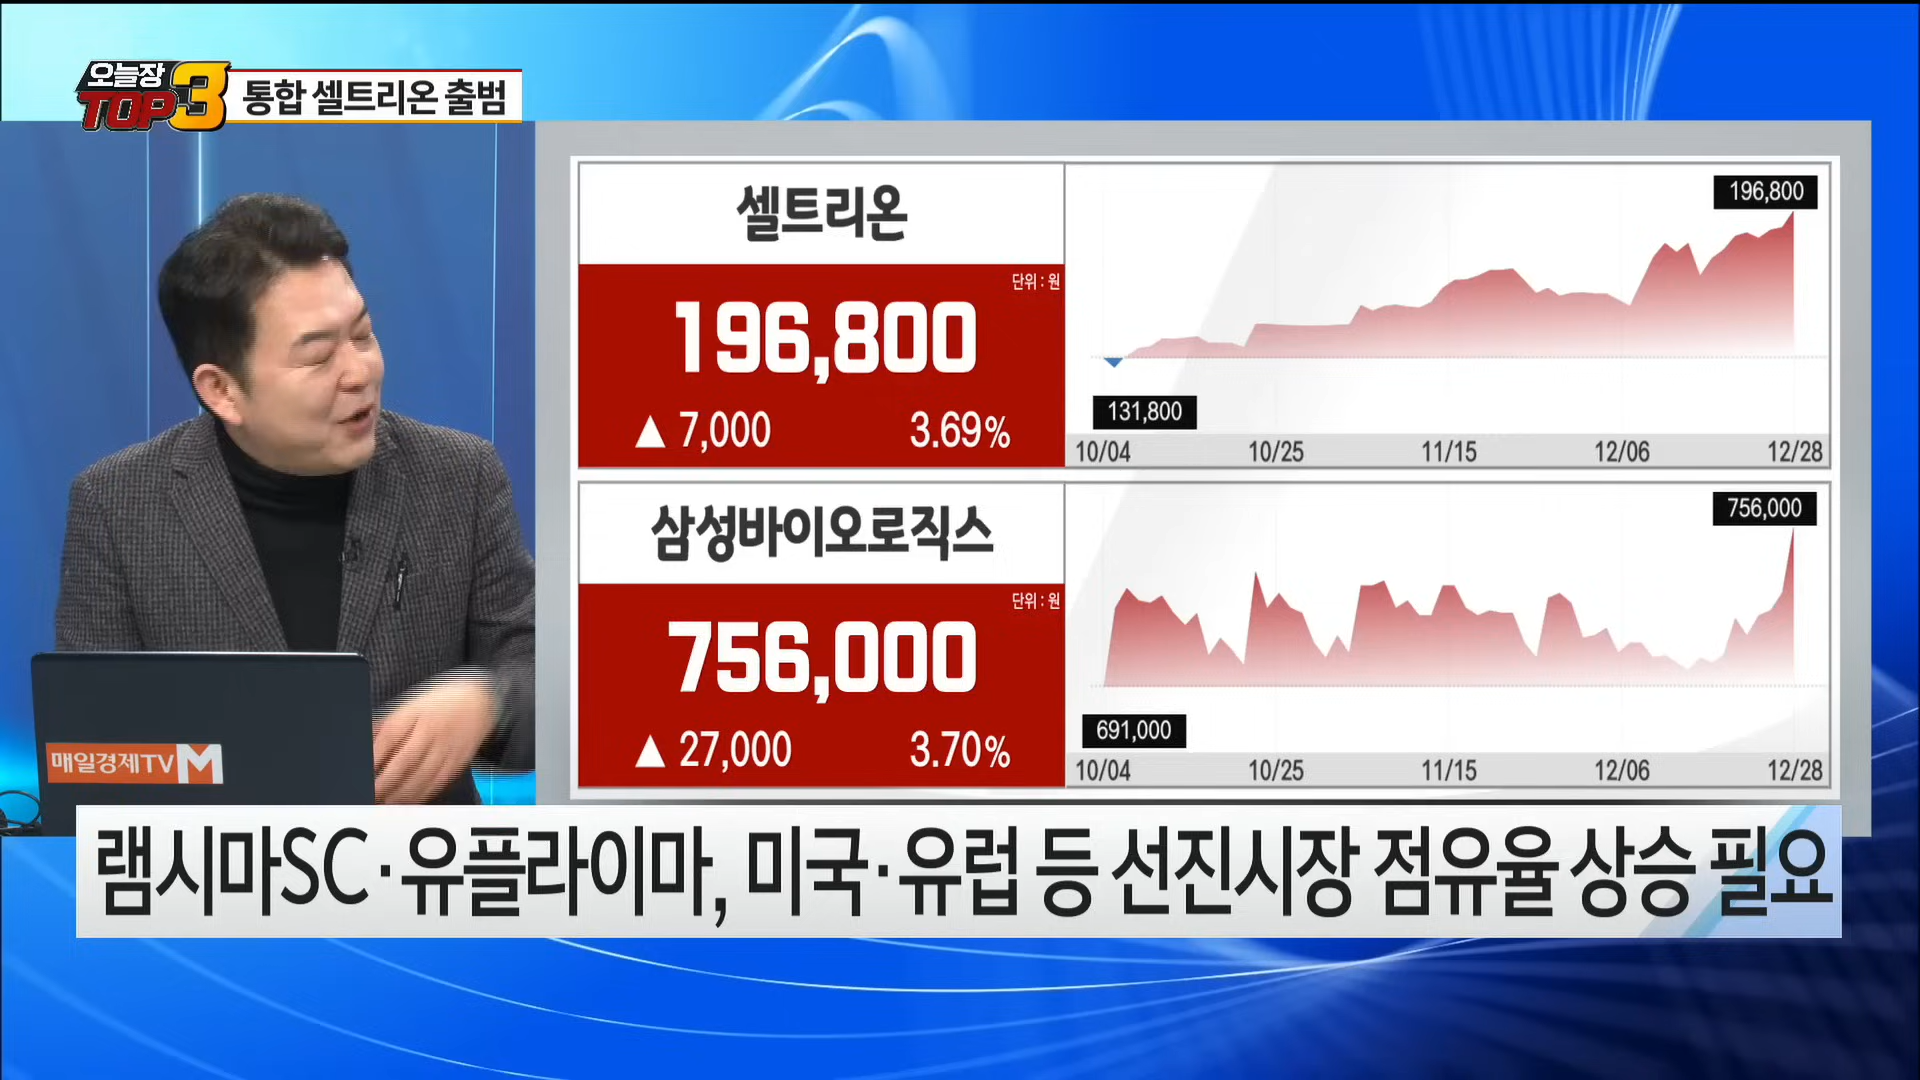 오늘장
TOP3
통합 셀트리온 출범
셀트리온
단위 : 원
196,800
▲ 7,000 3.69%
196,800
131,800
10/04 10/25 11/15 12/06 12/28
삼성바이오로직스
단위 : 원
756,000
▲ 27,000 3.70%
756,000
691,000
10/04 10/25 11/15 12/06 12/28
매일경제TV M
램시마SC·유플라이마, 미국·유럽 등 선진시장 점유율 상승 필요